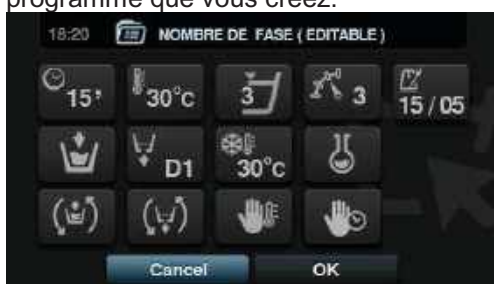 programme que vous créez.
18:20 NOMBRE DE FASE ( EDITABLE )
15' 30°c 3 3 15 / 05
D1 30°c
Cancel OK